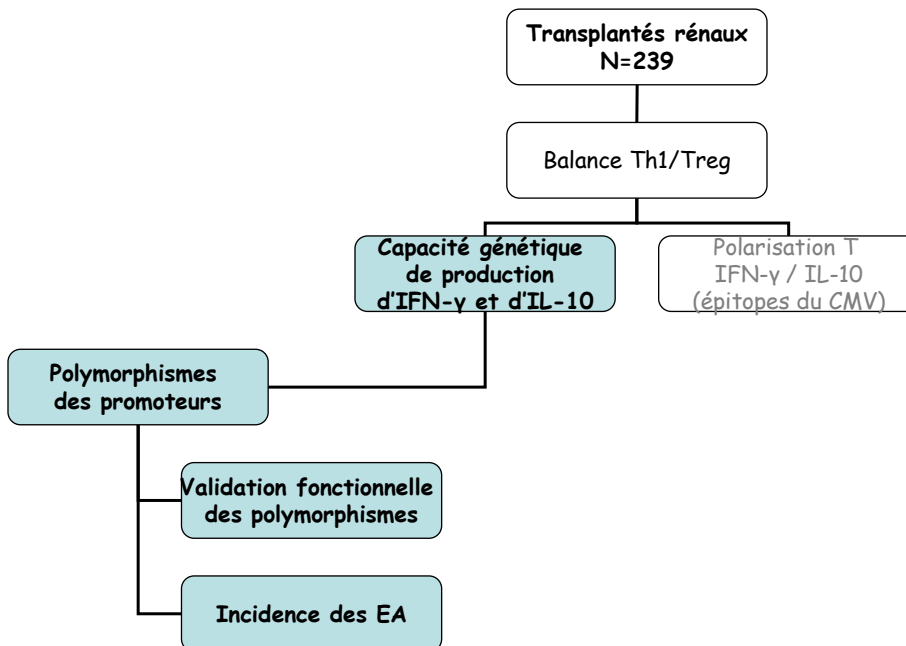 Transplantés rénaux
N=239
Balance Th1/Treg
Capacité génétique
de production
d'IFN-γ et d'IL-10
Polarisation T
IFN-γ / IL-10
(épitopes du CMV)
Polymorphismes
des promoteurs
Validation fonctionnelle
des polymorphismes
Incidence des EA